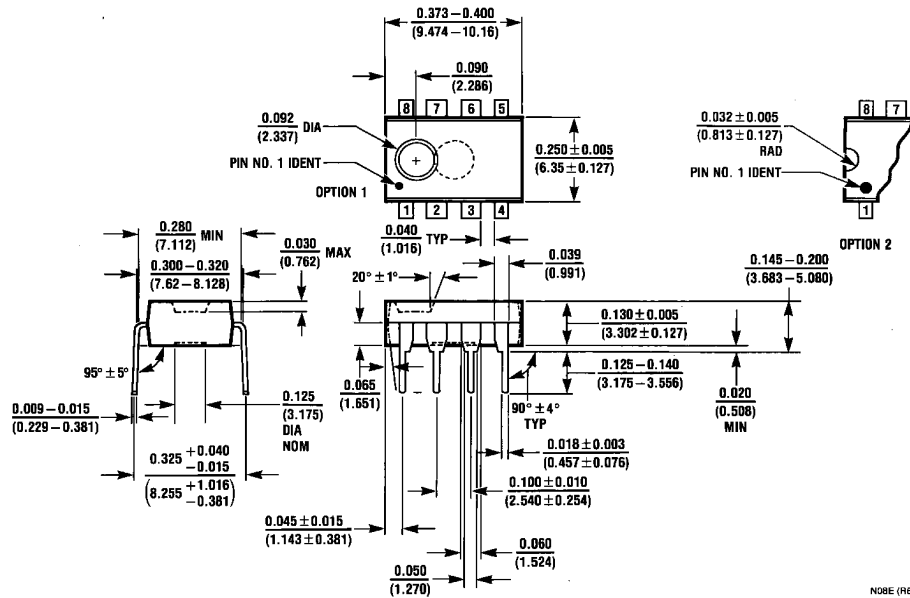 0.373–0.400
(9.474–10.16)
0.090
(2.286)
8 7 6 5
0.092 DIA
(2.337)
PIN NO. 1 IDENT
OPTION 1
1 2 3 4
0.250 ± 0.005
(6.35 ± 0.127)
0.032 ± 0.005
(0.813 ± 0.127)
RAD
PIN NO. 1 IDENT
8 7
1
OPTION 2
0.280 MIN
(7.112)
0.300–0.320
(7.62–8.128)
0.030 MAX
(0.762)
0.040 TYP
(1.016)
20° ± 1°
0.039
(0.991)
0.145–0.200
(3.683–5.080)
0.130 ± 0.005
(3.302 ± 0.127)
95° ± 5°
0.009–0.015
(0.229–0.381)
0.125
(3.175)
DIA
NOM
0.065
(1.651)
0.125–0.140
(3.175–3.556)
0.020
(0.508)
MIN
90° ± 4°
TYP
0.325 +0.040
−0.015
(8.255 +1.016
−0.381)
0.018 ± 0.003
(0.457 ± 0.076)
0.100 ± 0.010
(2.540 ± 0.254)
0.045 ± 0.015
(1.143 ± 0.381)
0.060
(1.524)
0.050
(1.270)
N08E